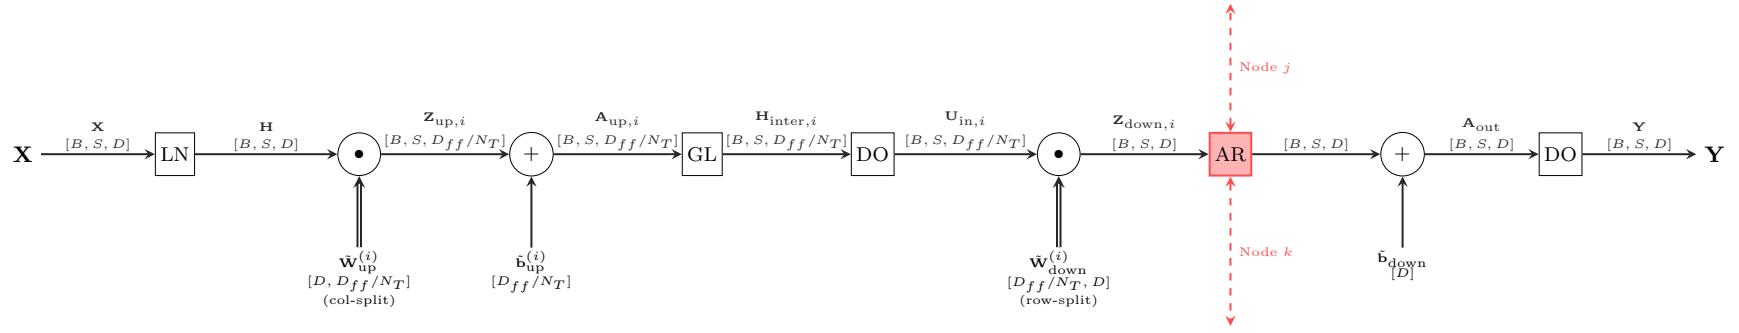 Node j
X
[B, S, D]
H
[B, S, D]
Z_up,i
[B, S, D_ff/N_T]
A_up,i
[B, S, D_ff/N_T]
H_inter,i
[B, S, D_ff/N_T]
U_in,i
[B, S, D_ff/N_T]
Z_down,i
[B, S, D]
[B, S, D]
A_out
[B, S, D]
Y
[B, S, D]
X LN • + GL DO • AR + DO Y
W̃_up^(i)
[D, D_ff/N_T]
(col-split)
b̃_up^(i)
[D_ff/N_T]
W̃_down^(i)
[D_ff/N_T, D]
(row-split)
Node k
b̃_down
[D]